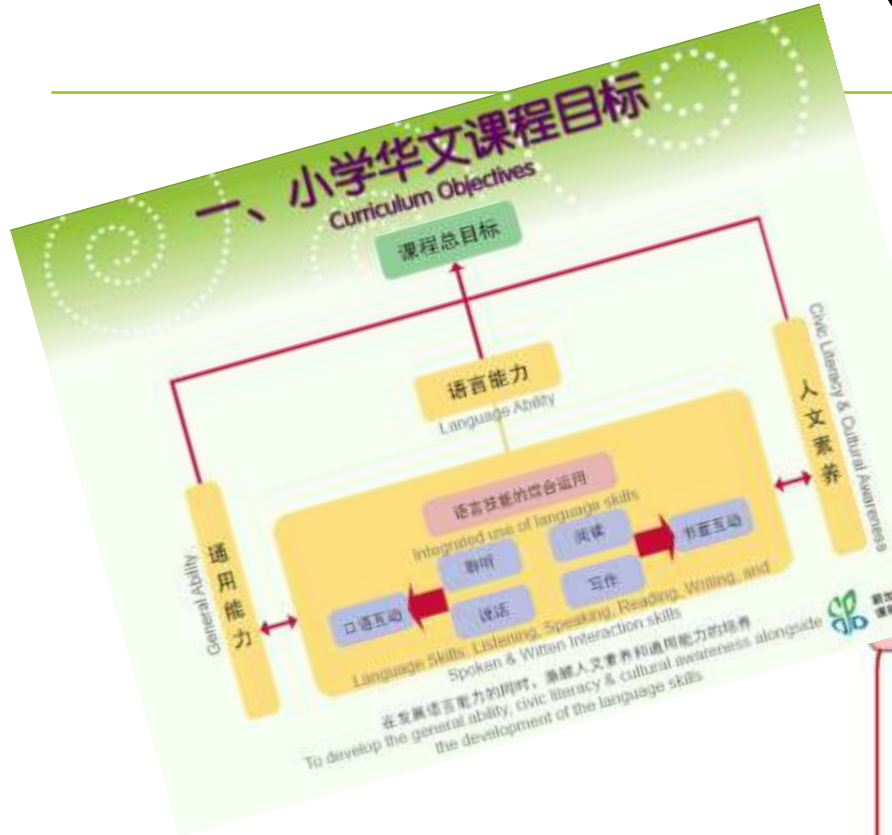 一、小学华文课程目标
Curriculum Objectives
课程总目标
语言能力
Language Ability
通用能力
General Ability
人文素养
Civic Literacy & Cultural Awareness
语言技能的综合运用
Integrated use of language skills
聆听
阅读
书面互动
口语互动
说话
写作
Language Skills: Listening, Speaking, Reading, Writing, and
Spoken & Witten Interaction skills
在发展语言能力的同时，兼顾人文素养和通用能力的培养
To develop the general ability, civic literacy & cultural awareness alongside
the development of the language skills
CPD